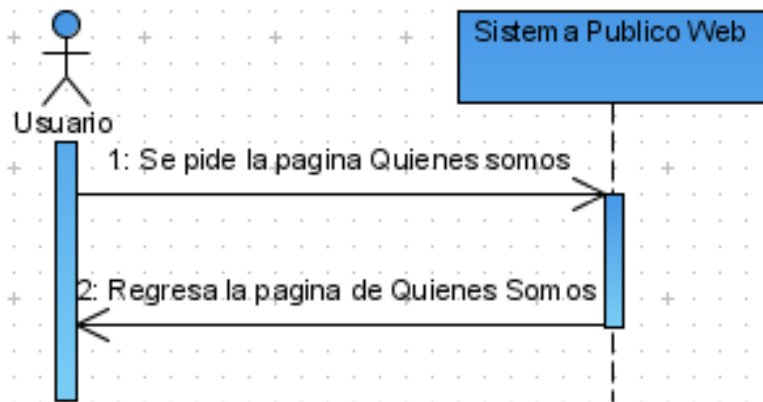 Sistema Publico Web
Usuario
1: Se pide la pagina Quienes somos
2: Regresa la pagina de Quienes Somos